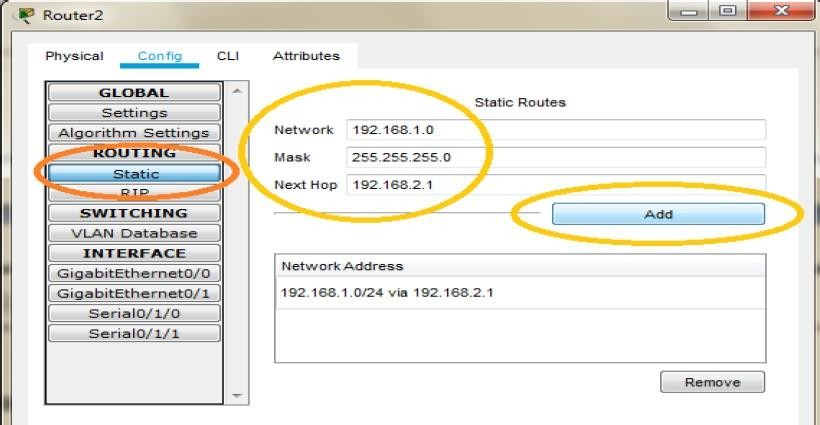 Router2
Physical Config CLI Attributes
GLOBAL
Settings
Algorithm Settings
ROUTING
Static
RIP
SWITCHING
VLAN Database
INTERFACE
GigabitEthernet0/0
GigabitEthernet0/1
Serial0/1/0
Serial0/1/1
Static Routes
Network 192.168.1.0
Mask 255.255.255.0
Next Hop 192.168.2.1
Add
Network Address
192.168.1.0/24 via 192.168.2.1
Remove